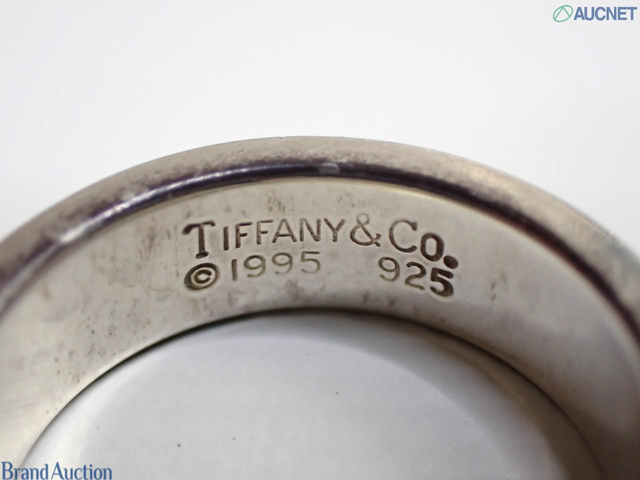 AUCNET
TIFFANY & CO.
© 1995 925
Brand Auction